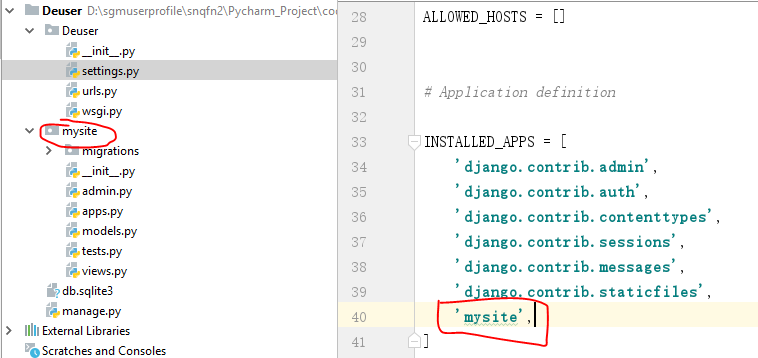 Deuser D:\sgmuserprofile\snqfn2\Pycharm_Project\co
Deuser
__init__.py
settings.py
urls.py
wsgi.py
mysite
migrations
__init__.py
admin.py
apps.py
models.py
tests.py
views.py
db.sqlite3
manage.py
External Libraries
Scratches and Consoles
28 ALLOWED_HOSTS = []
29
30
31 # Application definition
32
33 INSTALLED_APPS = [
34 'django.contrib.admin',
35 'django.contrib.auth',
36 'django.contrib.contenttypes',
37 'django.contrib.sessions',
38 'django.contrib.messages',
39 'django.contrib.staticfiles',
40 'mysite',
41 ]